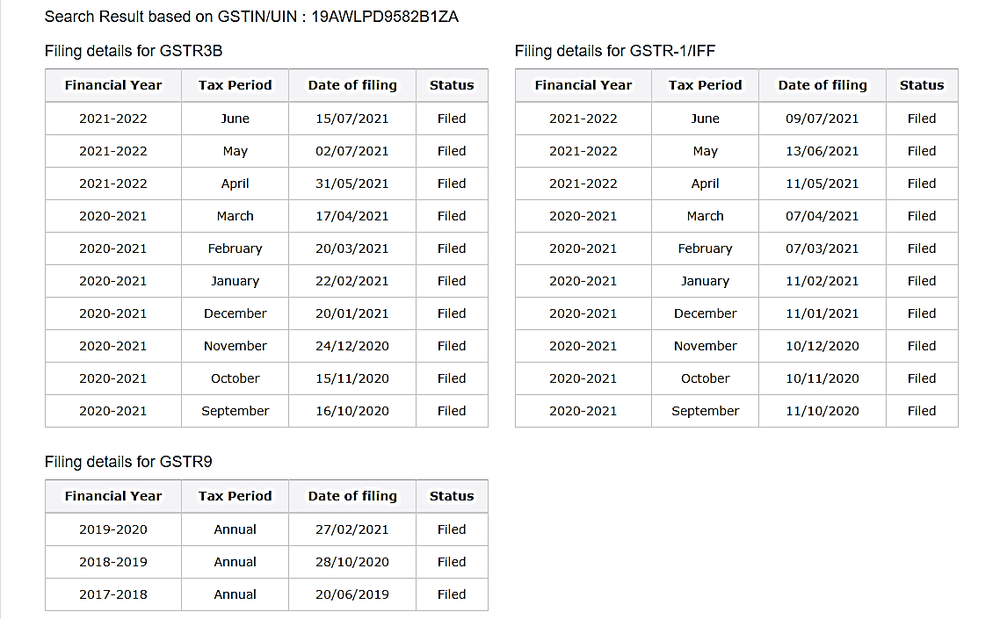 Search Result based on GSTIN/UIN : 19AWLPD9582B1ZA
Filing details for GSTR3B
Financial Year Tax Period Date of filing Status
2021-2022 June 15/07/2021 Filed
2021-2022 May 02/07/2021 Filed
2021-2022 April 31/05/2021 Filed
2020-2021 March 17/04/2021 Filed
2020-2021 February 20/03/2021 Filed
2020-2021 January 22/02/2021 Filed
2020-2021 December 20/01/2021 Filed
2020-2021 November 24/12/2020 Filed
2020-2021 October 15/11/2020 Filed
2020-2021 September 16/10/2020 Filed
Filing details for GSTR-1/IFF
Financial Year Tax Period Date of filing Status
2021-2022 June 09/07/2021 Filed
2021-2022 May 13/06/2021 Filed
2021-2022 April 11/05/2021 Filed
2020-2021 March 07/04/2021 Filed
2020-2021 February 07/03/2021 Filed
2020-2021 January 11/02/2021 Filed
2020-2021 December 11/01/2021 Filed
2020-2021 November 10/12/2020 Filed
2020-2021 October 10/11/2020 Filed
2020-2021 September 11/10/2020 Filed
Filing details for GSTR9
Financial Year Tax Period Date of filing Status
2019-2020 Annual 27/02/2021 Filed
2018-2019 Annual 28/10/2020 Filed
2017-2018 Annual 20/06/2019 Filed